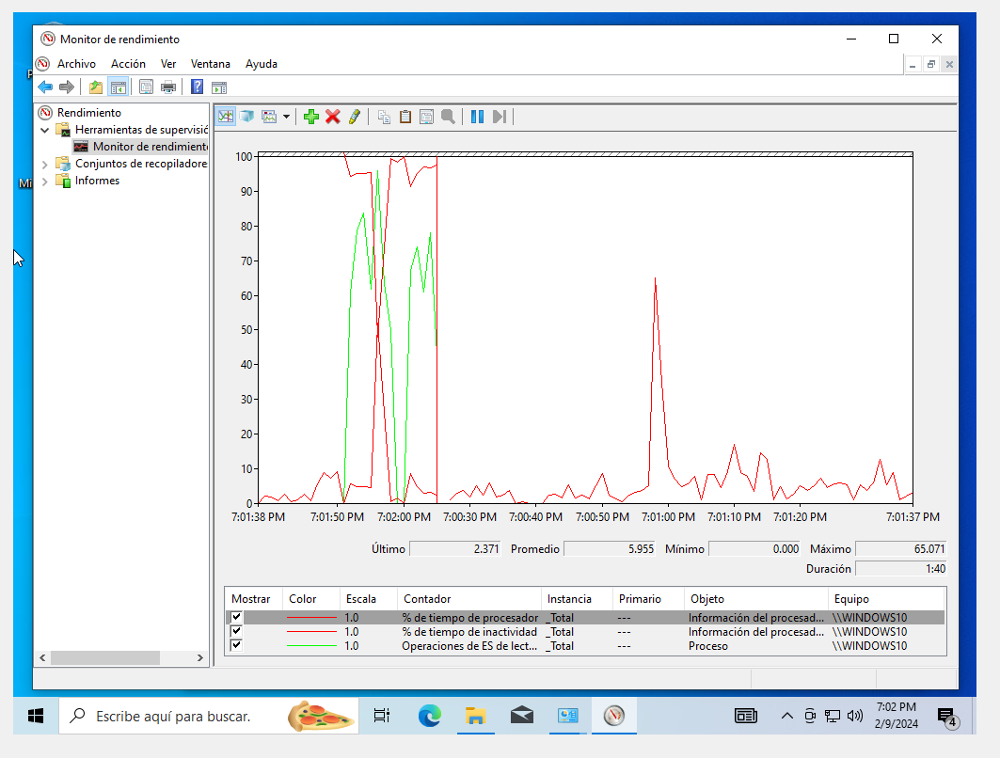 Monitor de rendimiento
Archivo Acción Ver Ventana Ayuda
Rendimiento
Herramientas de supervisió
Monitor de rendimient
Conjuntos de recopiladore
Informes
100
90
80
70
60
50
40
30
20
10
0
7:01:38 PM 7:01:50 PM 7:02:00 PM 7:00:30 PM 7:00:40 PM 7:00:50 PM 7:01:00 PM 7:01:10 PM 7:01:20 PM 7:01:37 PM
Último 2.371 Promedio 5.955 Mínimo 0.000 Máximo 65.071
Duración 1:40
Mostrar Color Escala Contador Instancia Primario Objeto Equipo
1.0 % de tiempo de procesador _Total --- Información del procesad... \\WINDOWS10
1.0 % de tiempo de inactividad _Total --- Información del procesad... \\WINDOWS10
1.0 Operaciones de ES de lect... _Total --- Proceso \\WINDOWS10
Escribe aquí para buscar.
7:02 PM
2/9/2024
4